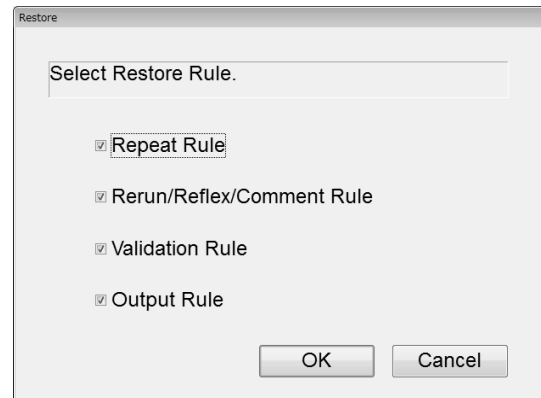 Restore
Select Restore Rule.
Repeat Rule
Rerun/Reflex/Comment Rule
Validation Rule
Output Rule
OK
Cancel